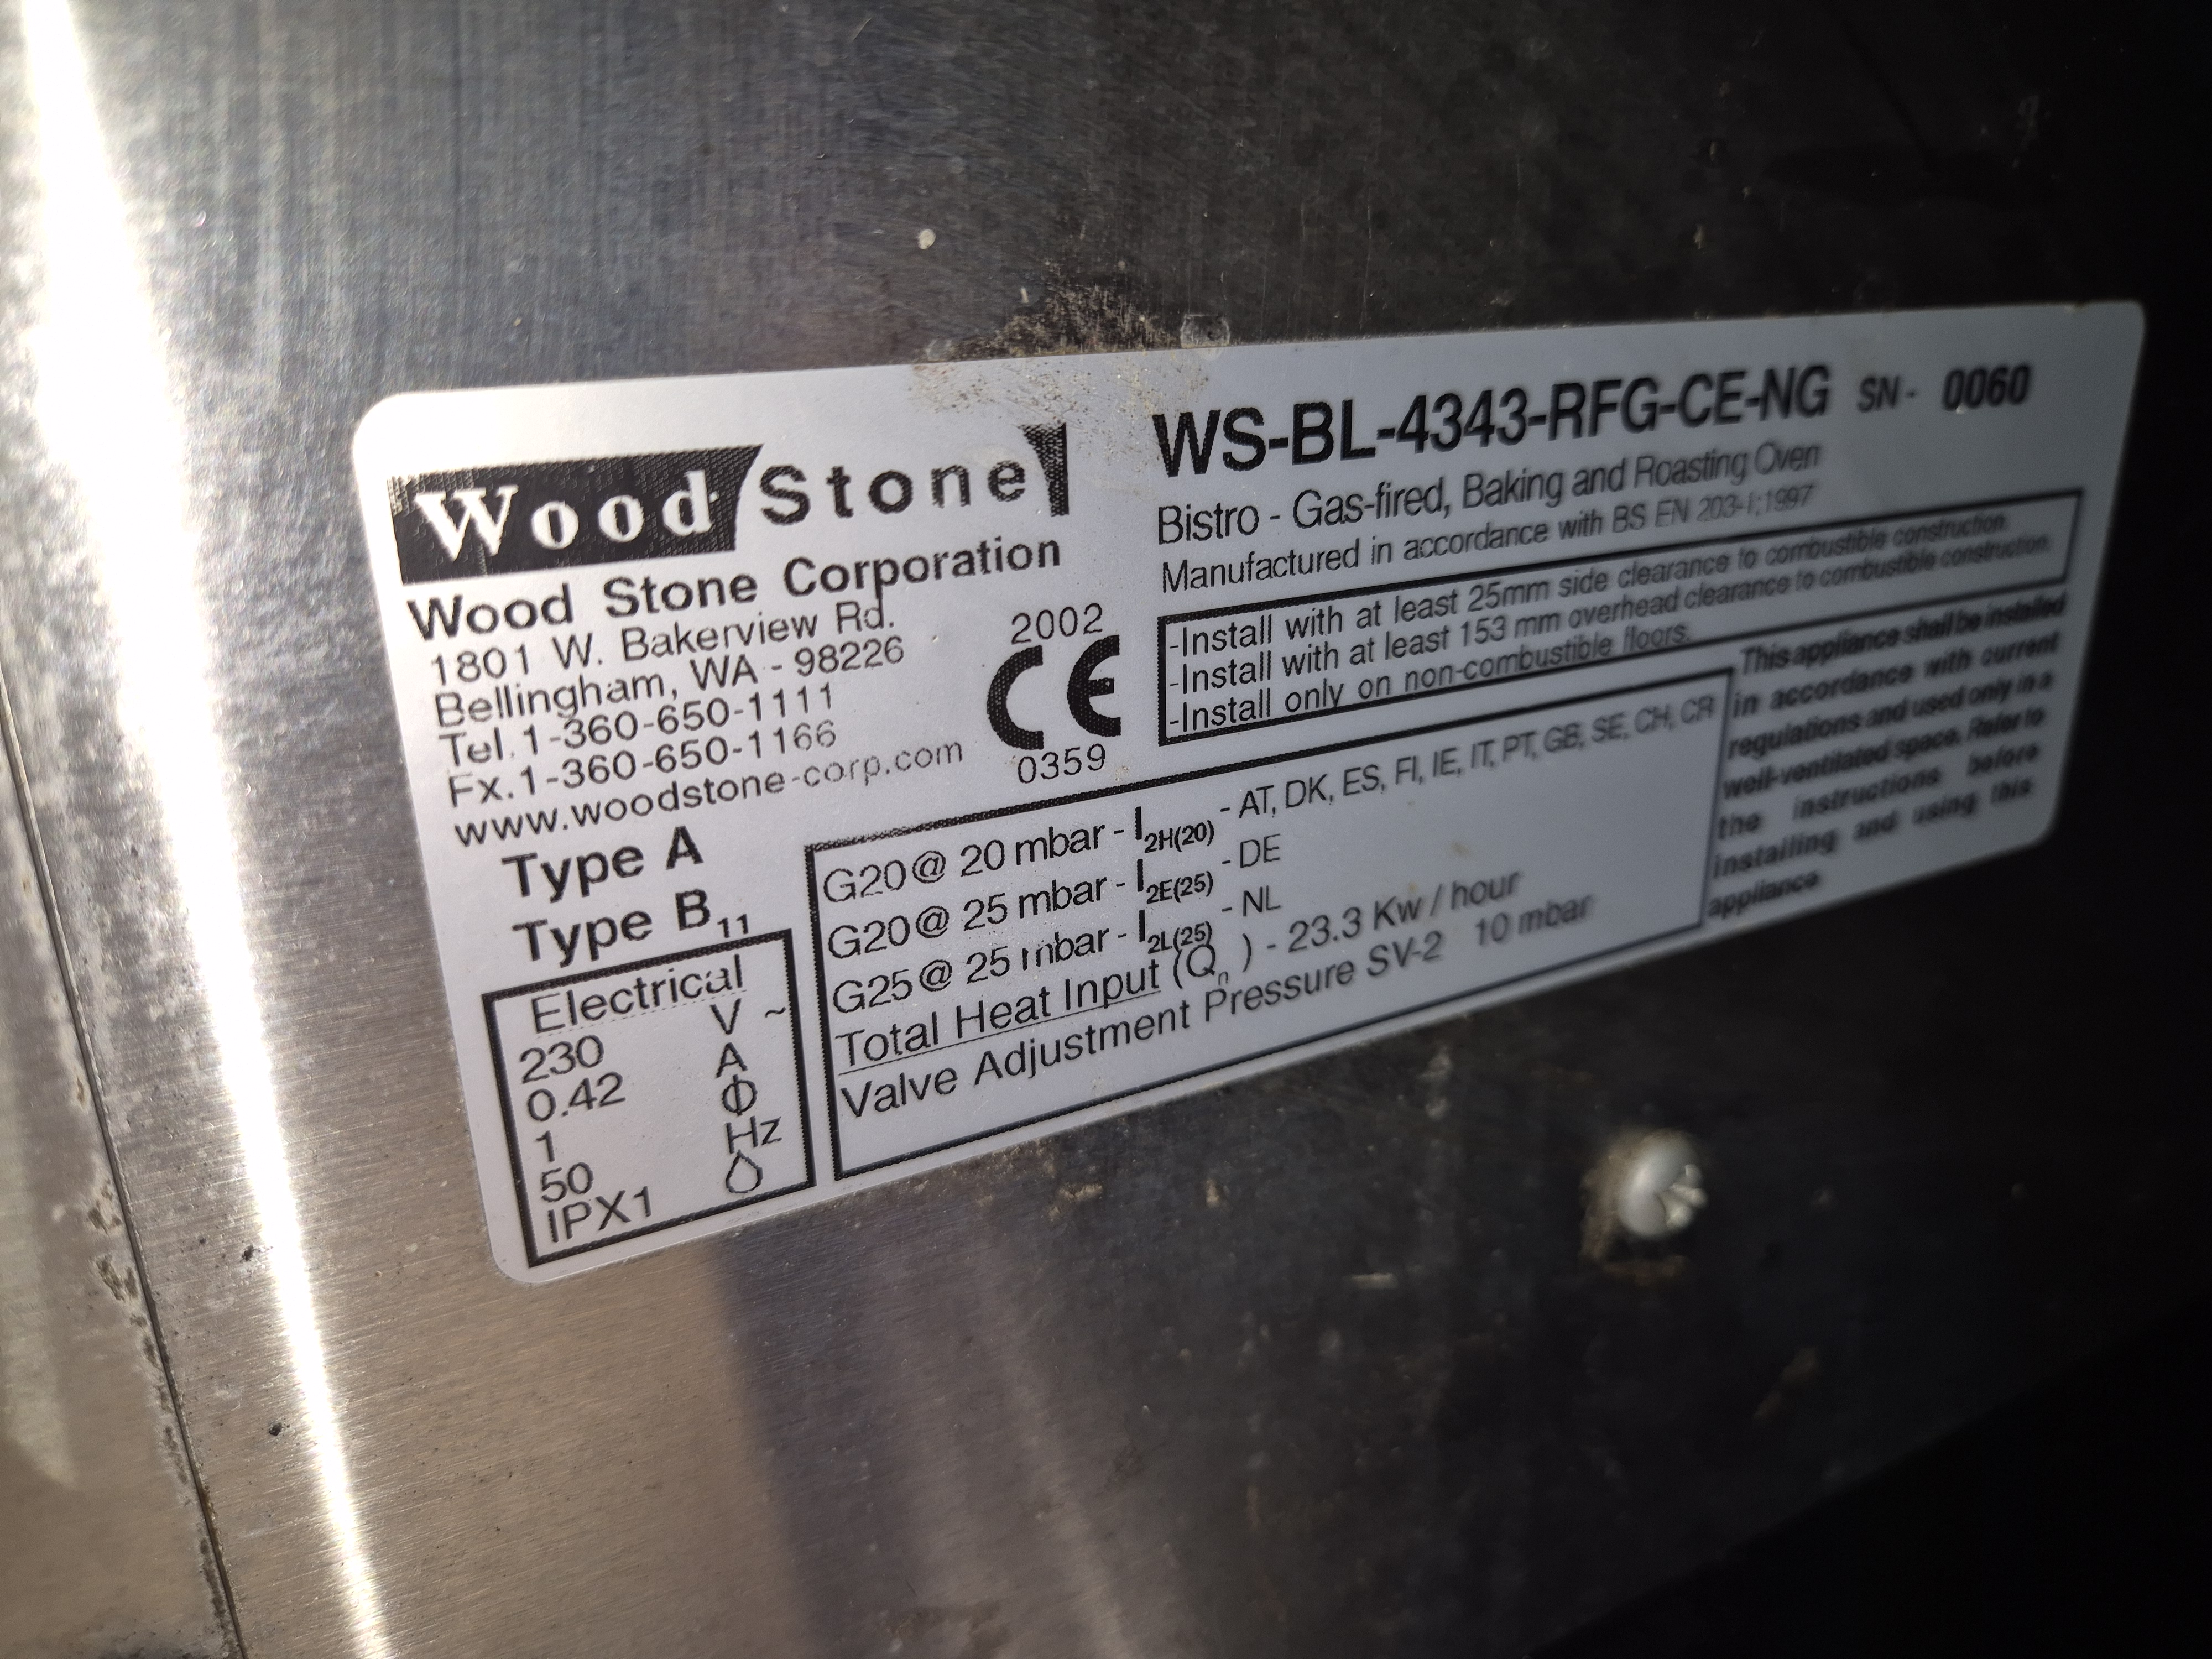 Wood Stone
Wood Stone Corporation
1801 W. Bakerview Rd.
Bellingham, WA - 98226
Tel.1-360-650-1111
Fx.1-360-650-1166
www.woodstone-corp.com
2002
CE
0359
Type A
Type B11
Electrical
230 V ~
0.42 A
1 Φ
50 Hz
IPX1
WS-BL-4343-RFG-CE-NG SN- 0060
Bistro - Gas-fired, Baking and Roasting Oven
Manufactured in accordance with BS EN 203-1;1997
-Install with at least 25mm side clearance to combustible construction.
-Install with at least 153 mm overhead clearance to combustible construction.
-Install only on non-combustible floors.
G20@ 20 mbar - I2H(20) - AT, DK, ES, FI, IE, IT, PT, GB, SE, CH, CR
G20@ 25 mbar - I2E(25) - DE
G25@ 25 mbar - I2L(25) - NL
Total Heat Input (Qn ) - 23.3 Kw / hour
Valve Adjustment Pressure SV-2 10 mbar
This appliance shall be installed
in accordance with current
regulations and used only in a
well-ventilated space. Refer to
the instructions before
installing and using this
appliance